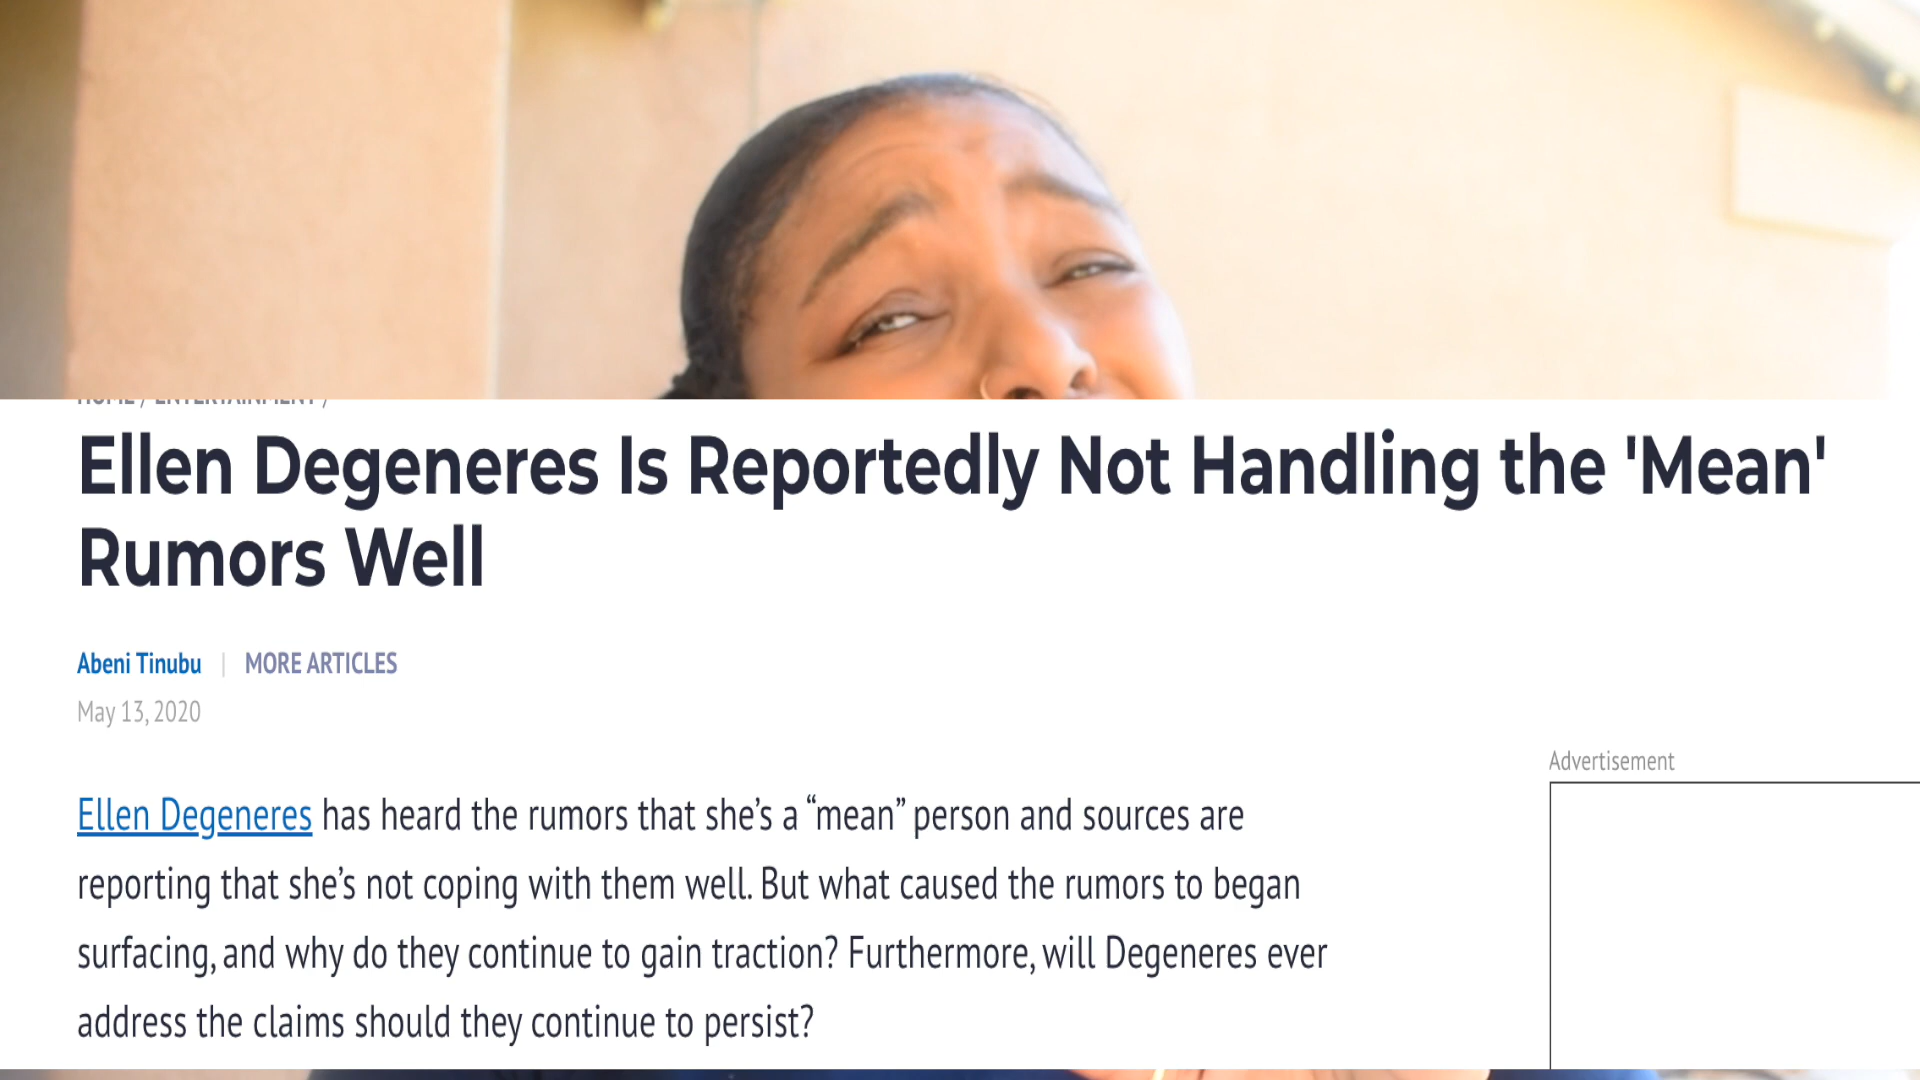 HOME / ENTERTAINMENT /
Ellen Degeneres Is Reportedly Not Handling the 'Mean'
Rumors Well
Abeni Tinubu | MORE ARTICLES
May 13, 2020
Advertisement
Ellen Degeneres has heard the rumors that she’s a “mean” person and sources are
reporting that she’s not coping with them well. But what caused the rumors to began
surfacing, and why do they continue to gain traction? Furthermore, will Degeneres ever
address the claims should they continue to persist?